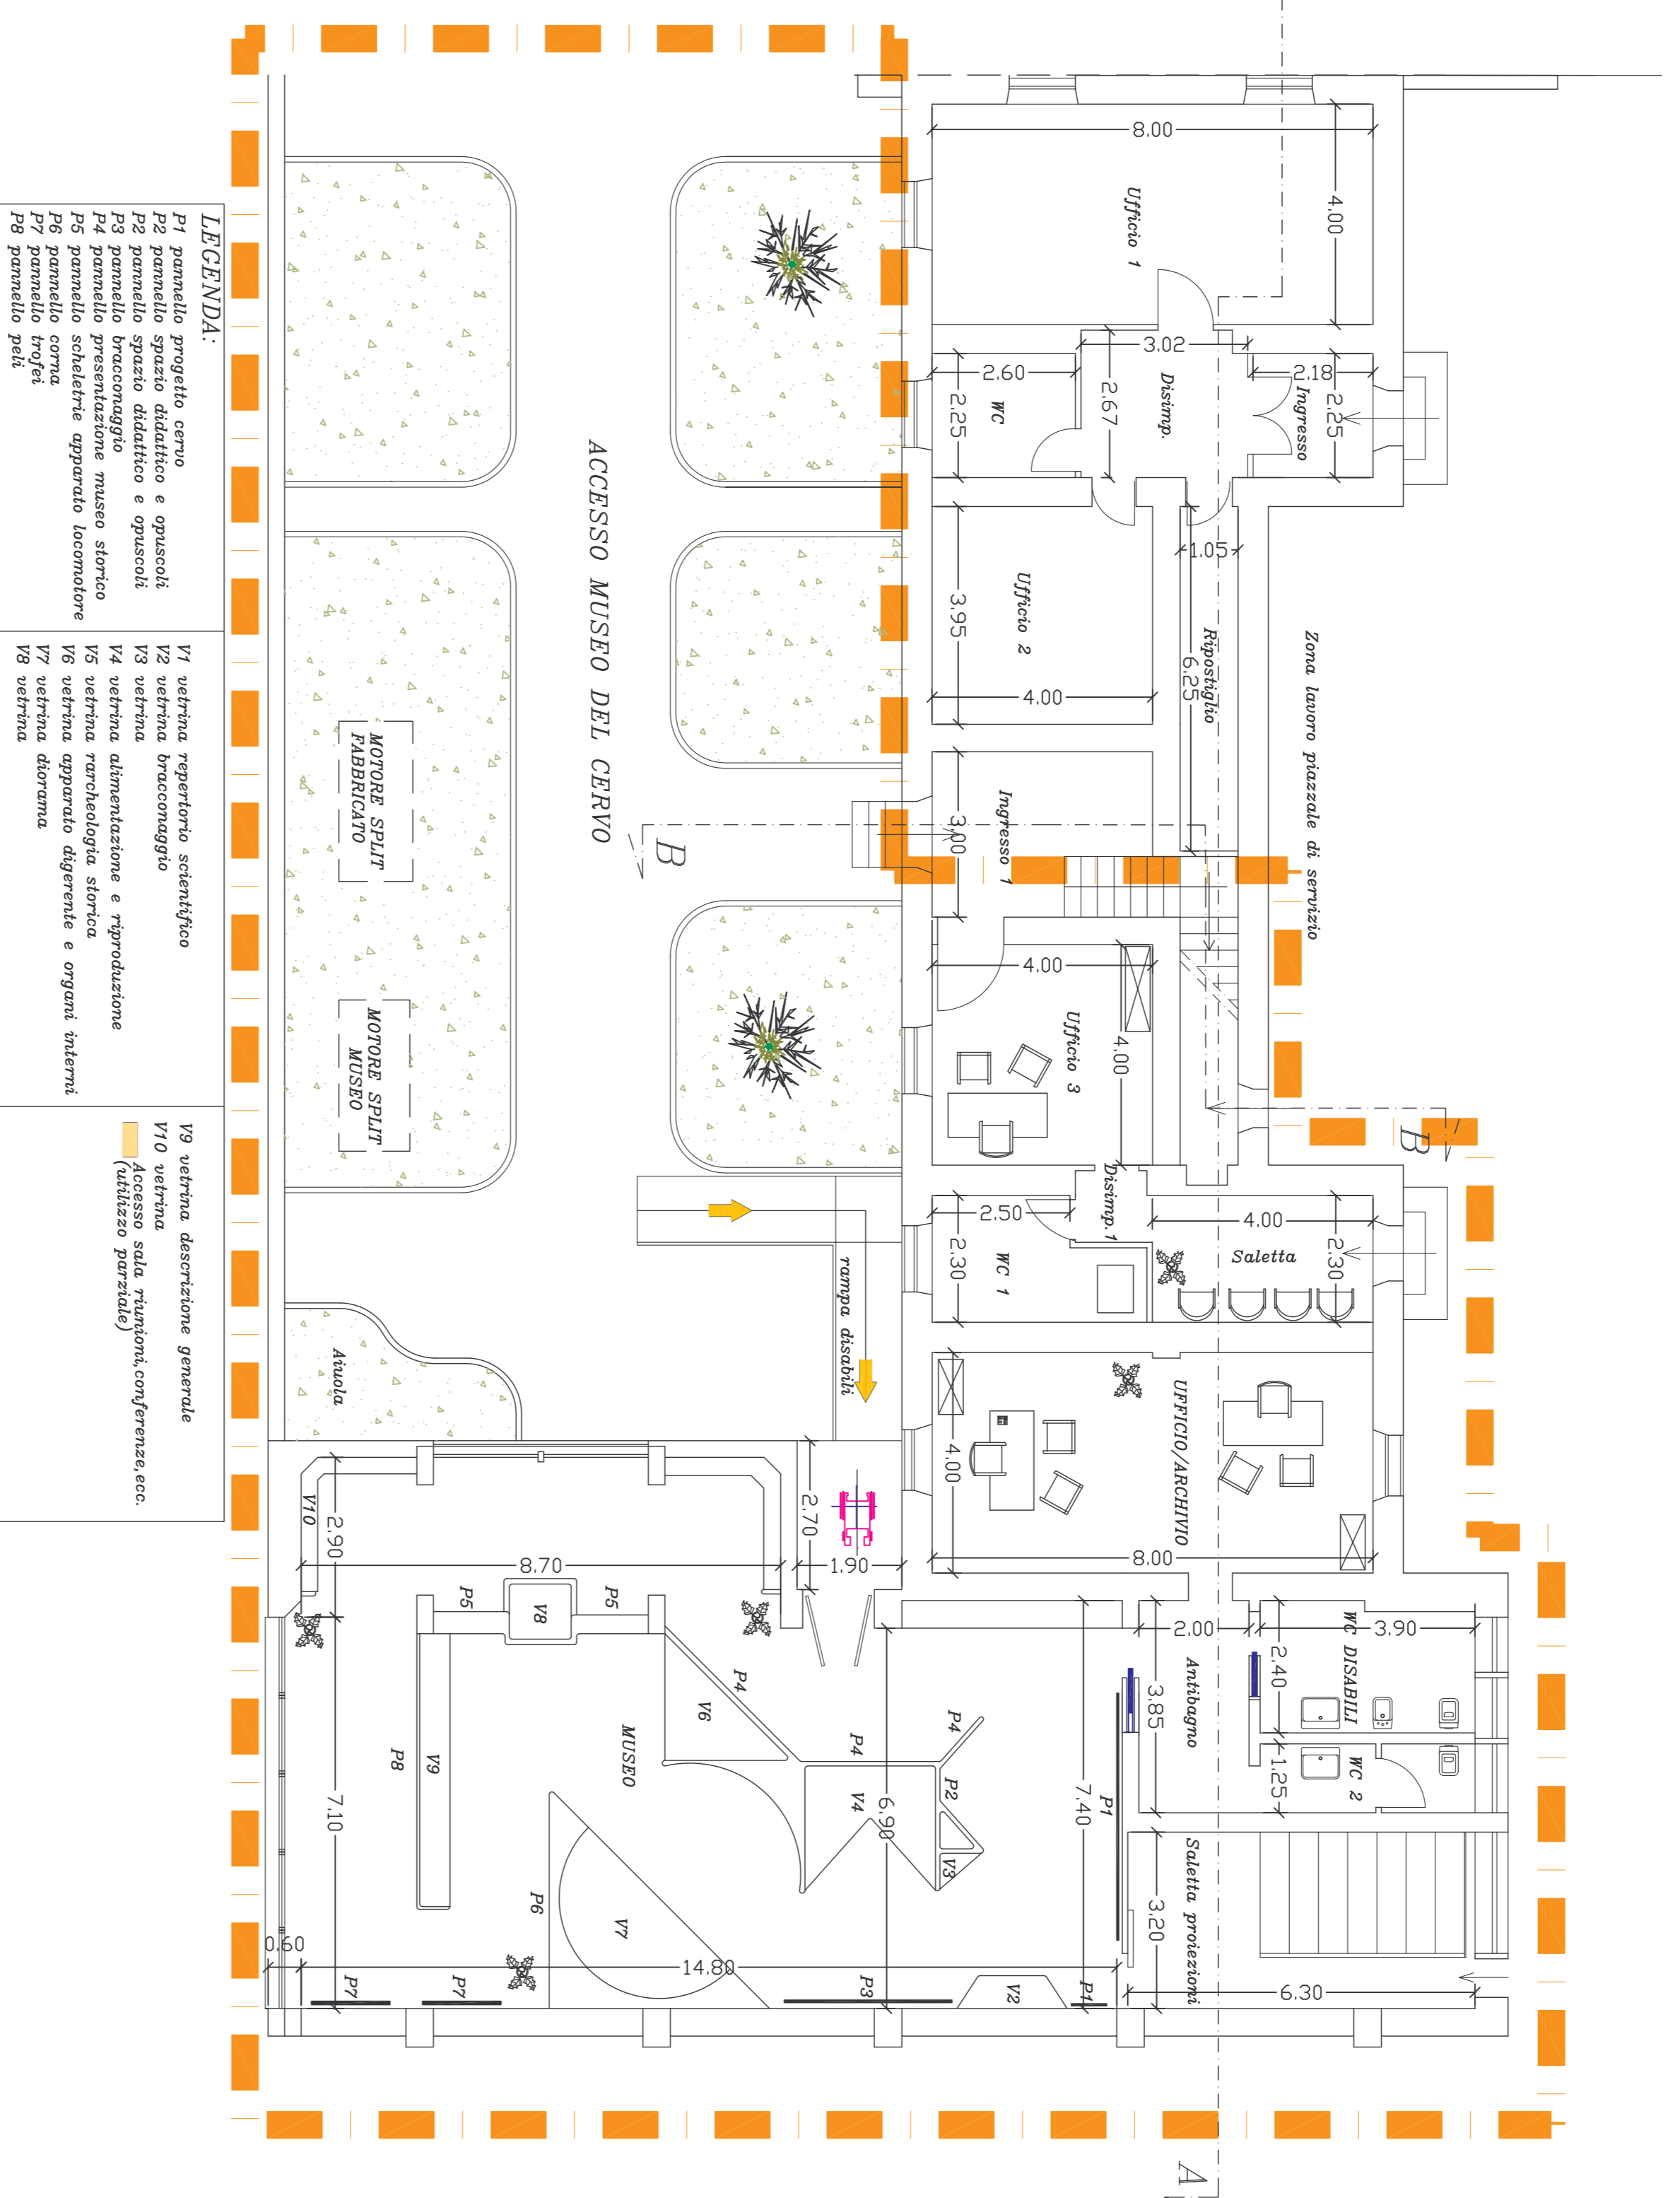 Zona lavoro piazzale di servizio
8.00
4.00
Ufficio 1
3.02
2.18
2.25
Ingresso
Disimp.
2.67
2.60
2.25
WC
1.05
Ripostiglio
6.25
Ufficio 2
3.95
4.00
Ingresso 1
3.00
B
B
4.00
4.00
Ufficio 3
Disimp.1
2.50
2.30
WC 1
4.00
Saletta
2.30
UFFICIO/ARCHIVIO
4.00
8.00
3.90
WC DISABILI
2.40
2.00
Antibagno
3.85
WC 2
1.25
Saletta proiezioni
3.20
6.30
A
ACCESSO MUSEO DEL CERVO
MOTORE SPLIT
FABBRICATO
MOTORE SPLIT
MUSEO
rampa disabili
Aiuola
2.70
1.90
8.70
V10
2.90
P5
V8
P5
P4
V6
P4
P4
P2
V4
V3
6.90
7.40
P1
MUSEO
V9
P8
7.10
P6
V7
0.60
14.80
P7
P7
P3
V2
P1
LEGENDA:
P1 pannello progetto cervo
P2 pannello spazio didattico e opuscoli
P2 pannello spazio didattico e opuscoli
P3 pannello bracconaggio
P4 pannello presentazione museo storico
P5 pannello scheletrie apparato locomotore
P6 pannello corna
P7 pannello trofei
P8 pannello peli
V1 vetrina repertorio scientifico
V2 vetrina bracconaggio
V3 vetrina
V4 vetrina alimentazione e riproduzione
V5 vetrina rarcheologia storica
V6 vetrina apparato digerente e organi interni
V7 vetrina diorama
V8 vetrina
V9 vetrina descrizione generale
V10 vetrina
Accesso sala riunioni,conferenze,ecc.
(utilizzo parziale)